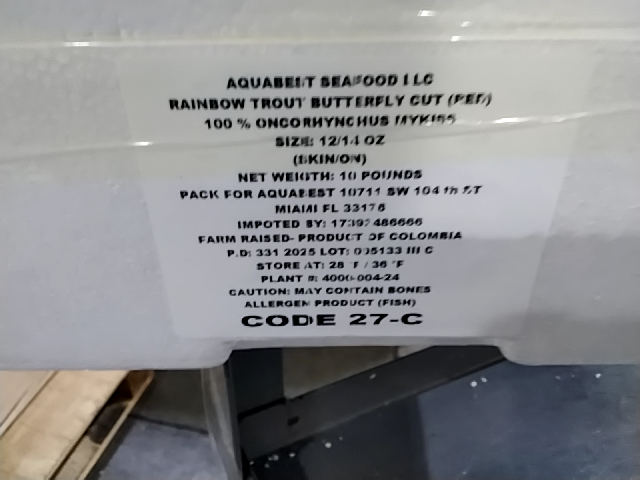 AQUABEST SEAFOOD LLC
RAINBOW TROUT BUTTERFLY CUT (RED)
100 % ONCORHYNCHUS MYKISS
SIZE: 12/14 OZ
(SKIN/ON)
NET WEIGHT: 10 POUNDS
PACK FOR AQUABEST 10711 SW 104 th ST
MIAMI FL 33176
IMPOTED BY: 17392486666
FARM RAISED- PRODUCT OF COLOMBIA
P.D: 331 2025 LOT: 005133 III C
STORE AT: 28 °F / 36 °F
PLANT #: 4000-004-24
CAUTION: MAY CONTAIN BONES
ALLERGEN PRODUCT (FISH)
CODE 27-C